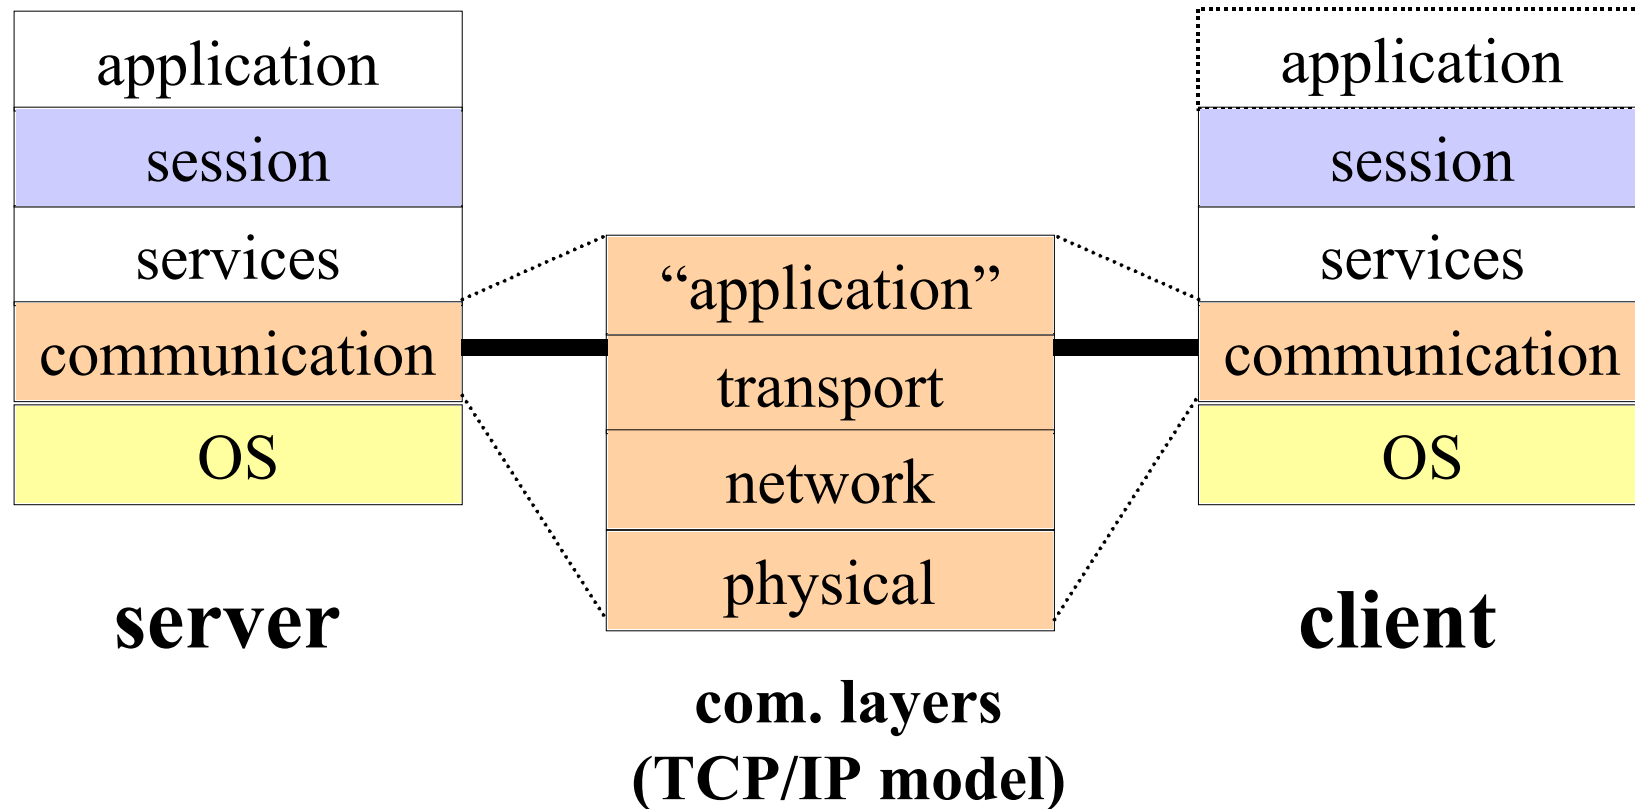 application
session
services
communication
OS
server
“application”
transport
network
physical
com. layers
(TCP/IP model)
application
session
services
communication
OS
client